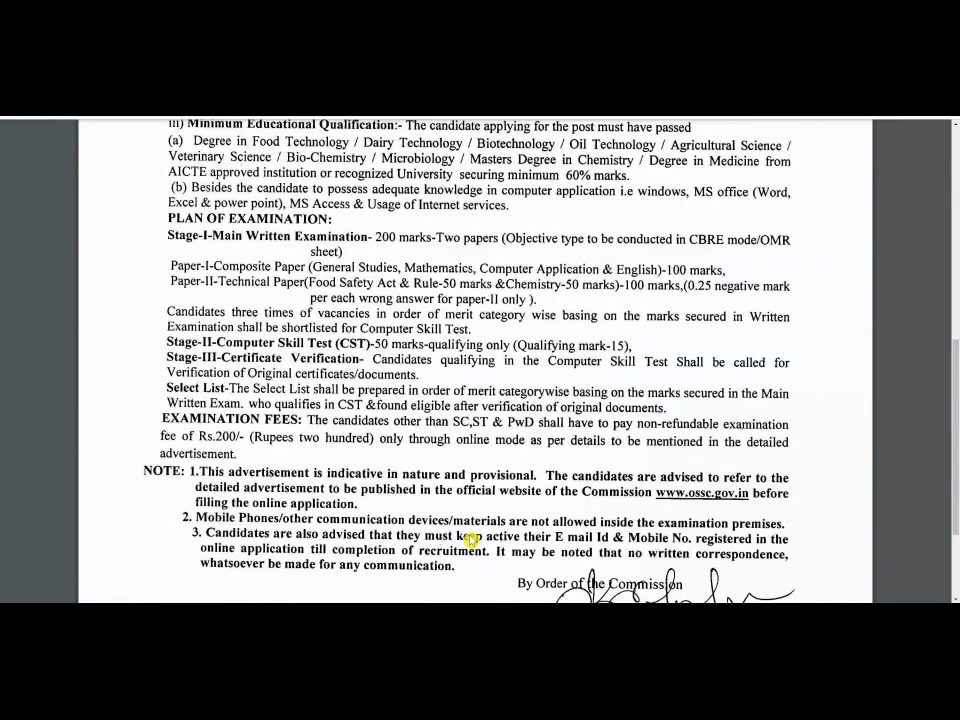 iii) Minimum Educational Qualification:- The candidate applying for the post must have passed
(a) Degree in Food Technology / Dairy Technology / Biotechnology / Oil Technology / Agricultural Science /
Veterinary Science / Bio-Chemistry / Microbiology / Masters Degree in Chemistry / Degree in Medicine from
AICTE approved institution or recognized University securing minimum 60% marks.
(b) Besides the candidate to possess adequate knowledge in computer application i.e windows, MS office (Word,
Excel & power point), MS Access & Usage of Internet services.
PLAN OF EXAMINATION:
Stage-I-Main Written Examination- 200 marks-Two papers (Objective type to be conducted in CBRE mode/OMR
sheet)
Paper-I-Composite Paper (General Studies, Mathematics, Computer Application & English)-100 marks,
Paper-II-Technical Paper(Food Safety Act & Rule-50 marks &Chemistry-50 marks)-100 marks,(0.25 negative mark
per each wrong answer for paper-II only ).
Candidates three times of vacancies in order of merit category wise basing on the marks secured in Written
Examination shall be shortlisted for Computer Skill Test.
Stage-II-Computer Skill Test (CST)-50 marks-qualifying only (Qualifying mark-15),
Stage-III-Certificate Verification- Candidates qualifying in the Computer Skill Test Shall be called for
Verification of Original certificates/documents.
Select List-The Select List shall be prepared in order of merit categorywise basing on the marks secured in the Main
Written Exam. who qualifies in CST &found eligible after verification of original documents.
EXAMINATION FEES: The candidates other than SC,ST & PwD shall have to pay non-refundable examination
fee of Rs.200/- (Rupees two hundred) only through online mode as per details to be mentioned in the detailed
advertisement.
NOTE: 1.This advertisement is indicative in nature and provisional. The candidates are advised to refer to the
detailed advertisement to be published in the official website of the Commission www.ossc.gov.in before
filling the online application.
2. Mobile Phones/other communication devices/materials are not allowed inside the examination premises.
3. Candidates are also advised that they must keep active their E mail Id & Mobile No. registered in the
online application till completion of recruitment. It may be noted that no written correspondence,
whatsoever be made for any communication.
By Order of the Commission